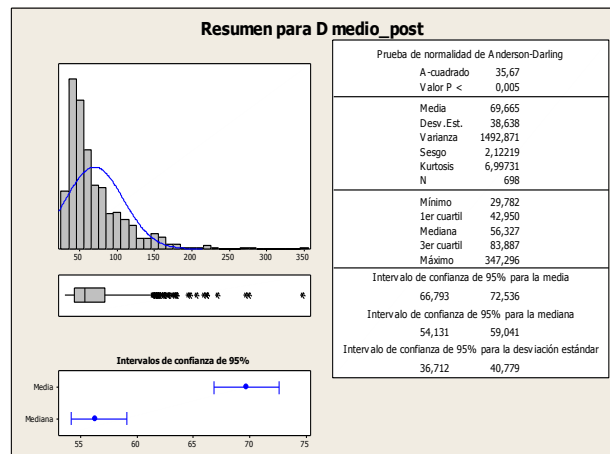 Resumen para D medio_post
50 100 150 200 250 300 350
Intervalos de confianza de 95%
Media
Mediana
55 60 65 70 75
Prueba de normalidad de Anderson-Darling
A-cuadrado 35,67
Valor P < 0,005
Media 69,665
Desv.Est. 38,638
Varianza 1492,871
Sesgo 2,12219
Kurtosis 6,99731
N 698
Mínimo 29,782
1er cuartil 42,950
Mediana 56,327
3er cuartil 83,887
Máximo 347,296
Intervalo de confianza de 95% para la media
66,793 72,536
Intervalo de confianza de 95% para la mediana
54,131 59,041
Intervalo de confianza de 95% para la desviación estándar
36,712 40,779